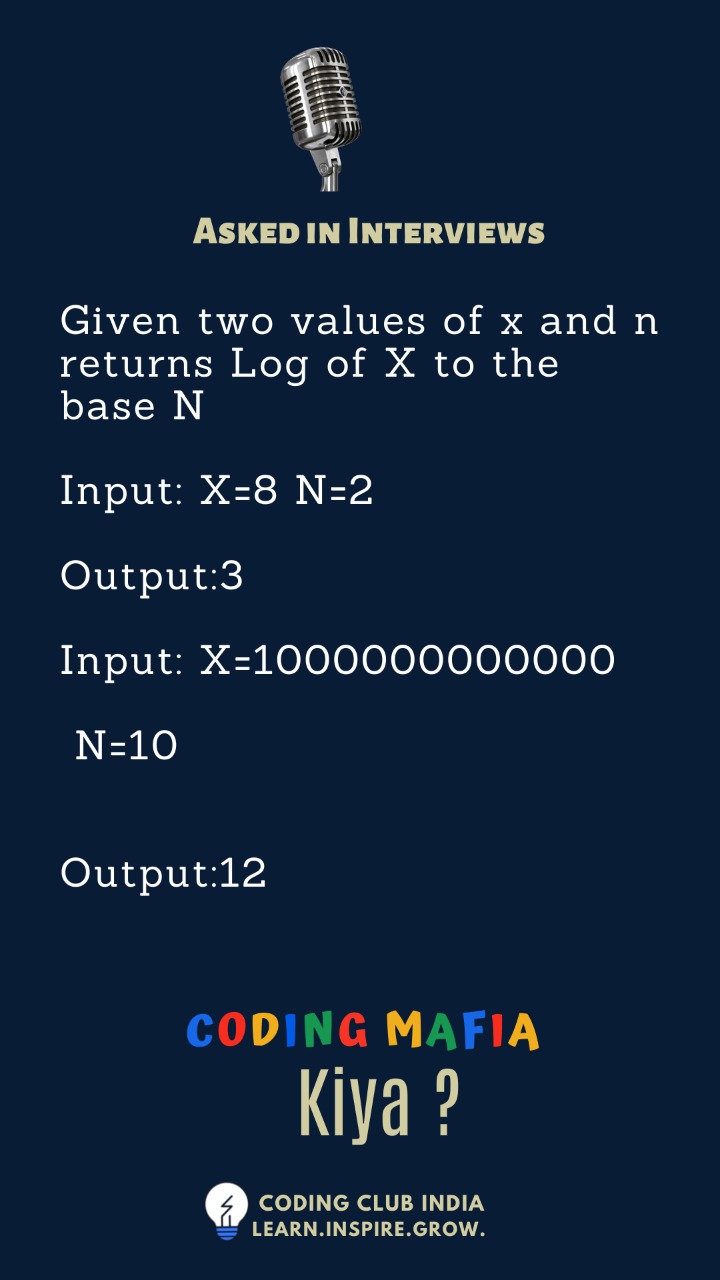 Asked in Interviews
Given two values of x and n
returns Log of X to the
base N
Input: X=8 N=2
Output:3
Input: X=1000000000000
N=10
Output:12
CODING MAFIA
Kiya ?
CODING CLUB INDIA
LEARN.INSPIRE.GROW.